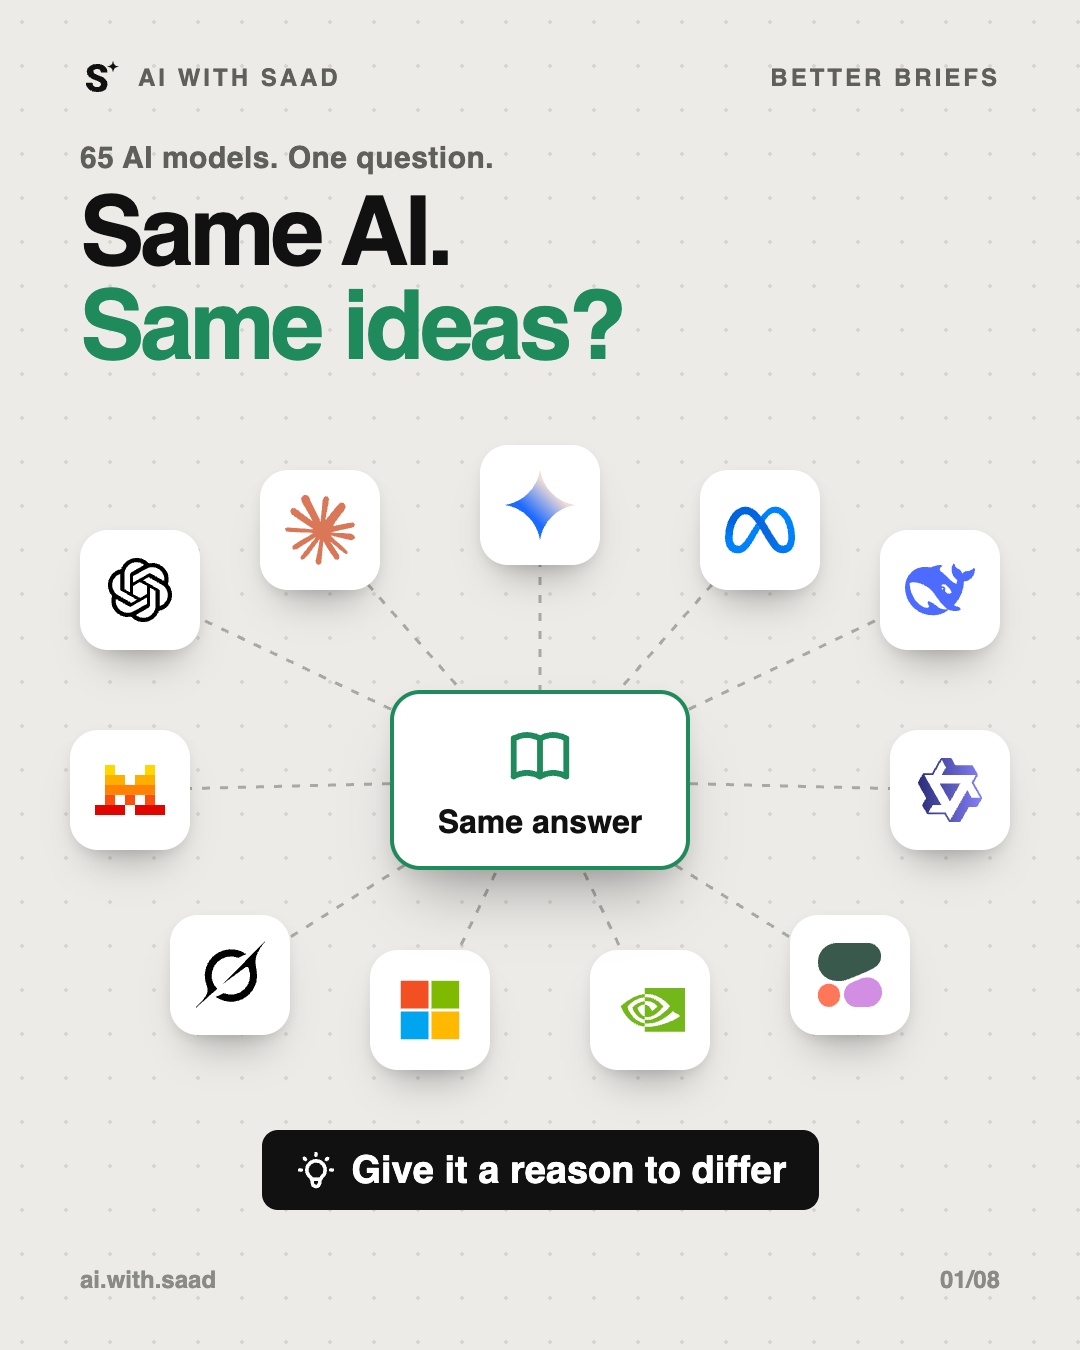 S
AI WITH SAAD
BETTER BRIEFS
65 AI models. One question.
Same AI.
Same ideas?
Same answer
Give it a reason to differ
ai.with.saad
01/08